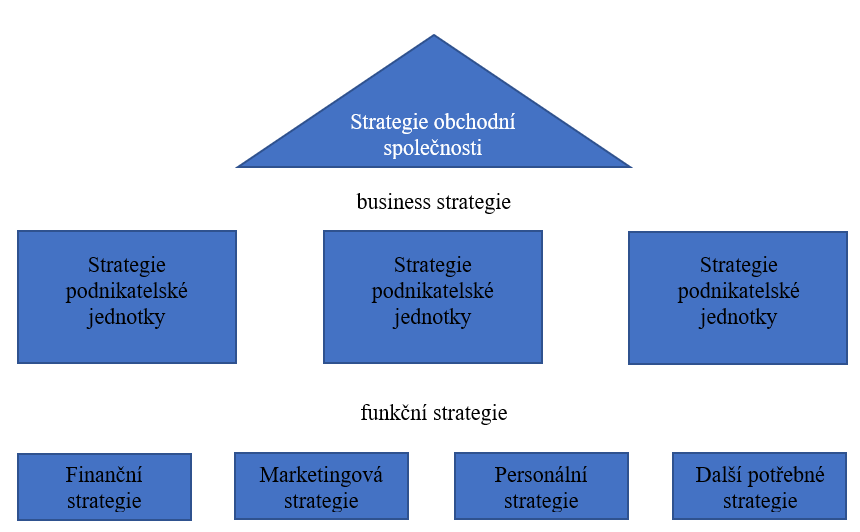 Strategie obchodní
společnosti
business strategie
Strategie
podnikatelské
jednotky
Strategie
podnikatelské
jednotky
Strategie
podnikatelské
jednotky
funkční strategie
Finanční
strategie
Marketingová
strategie
Personální
strategie
Další potřebné
strategie